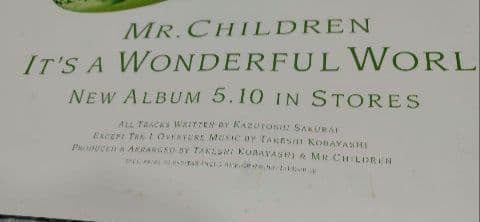 MR. CHILDREN
IT'S A WONDERFUL WORL
NEW ALBUM 5.10 IN STORES
ALL TRACKS WRITTEN BY KAZUTOSHI SAKURAI
EXCEPT TRK.1 OVERTURE MUSIC BY TAKESHI KOBAYASHI
PRODUCED & ARRANGED BY TAKESHI KOBAYASHI & MR.CHILDREN